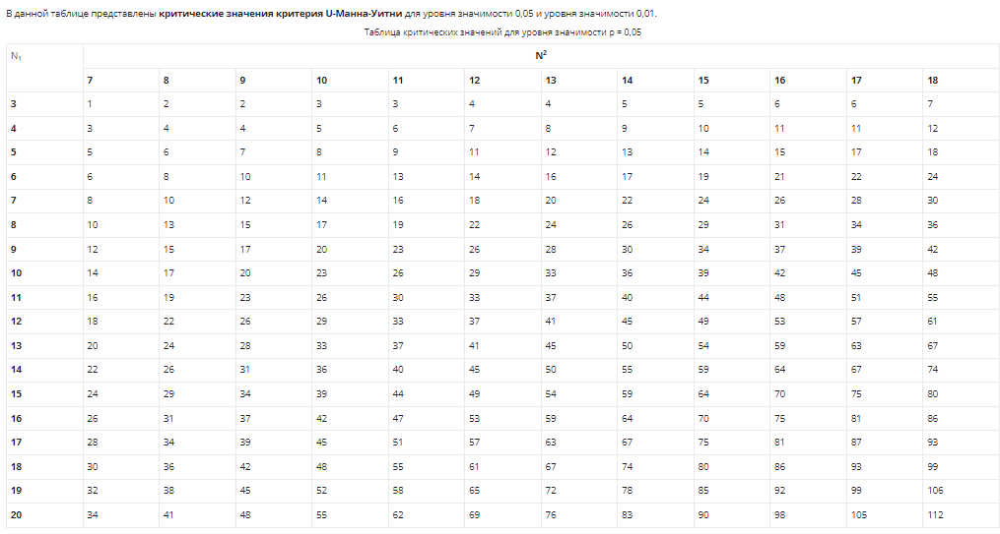 В данной таблице представлены критические значения критерия U-Манна-Уитни для уровня значимости 0,05 и уровня значимости 0,01.
Таблица критических значений для уровня значимости p = 0,05
N₁ N²
7 8 9 10 11 12 13 14 15 16 17 18
3 1 2 2 3 3 4 4 5 5 6 6 7
4 3 4 4 5 6 7 8 9 10 11 11 12
5 5 6 7 8 9 11 12 13 14 15 17 18
6 6 8 10 11 13 14 16 17 19 21 22 24
7 8 10 12 14 16 18 20 22 24 26 28 30
8 10 13 15 17 19 22 24 26 29 31 34 36
9 12 15 17 20 23 26 28 30 34 37 39 42
10 14 17 20 23 26 29 33 36 39 42 45 48
11 16 19 23 26 30 33 37 40 44 48 51 55
12 18 22 26 29 33 37 41 45 49 53 57 61
13 20 24 28 33 37 41 45 50 54 59 63 67
14 22 26 31 36 40 45 50 55 59 64 67 74
15 24 29 34 39 44 49 54 59 64 70 75 80
16 26 31 37 42 47 53 59 64 70 75 81 86
17 28 34 39 45 51 57 63 67 75 81 87 93
18 30 36 42 48 55 61 67 74 80 86 93 99
19 32 38 45 52 58 65 72 78 85 92 99 106
20 34 41 48 55 62 69 76 83 90 98 105 112